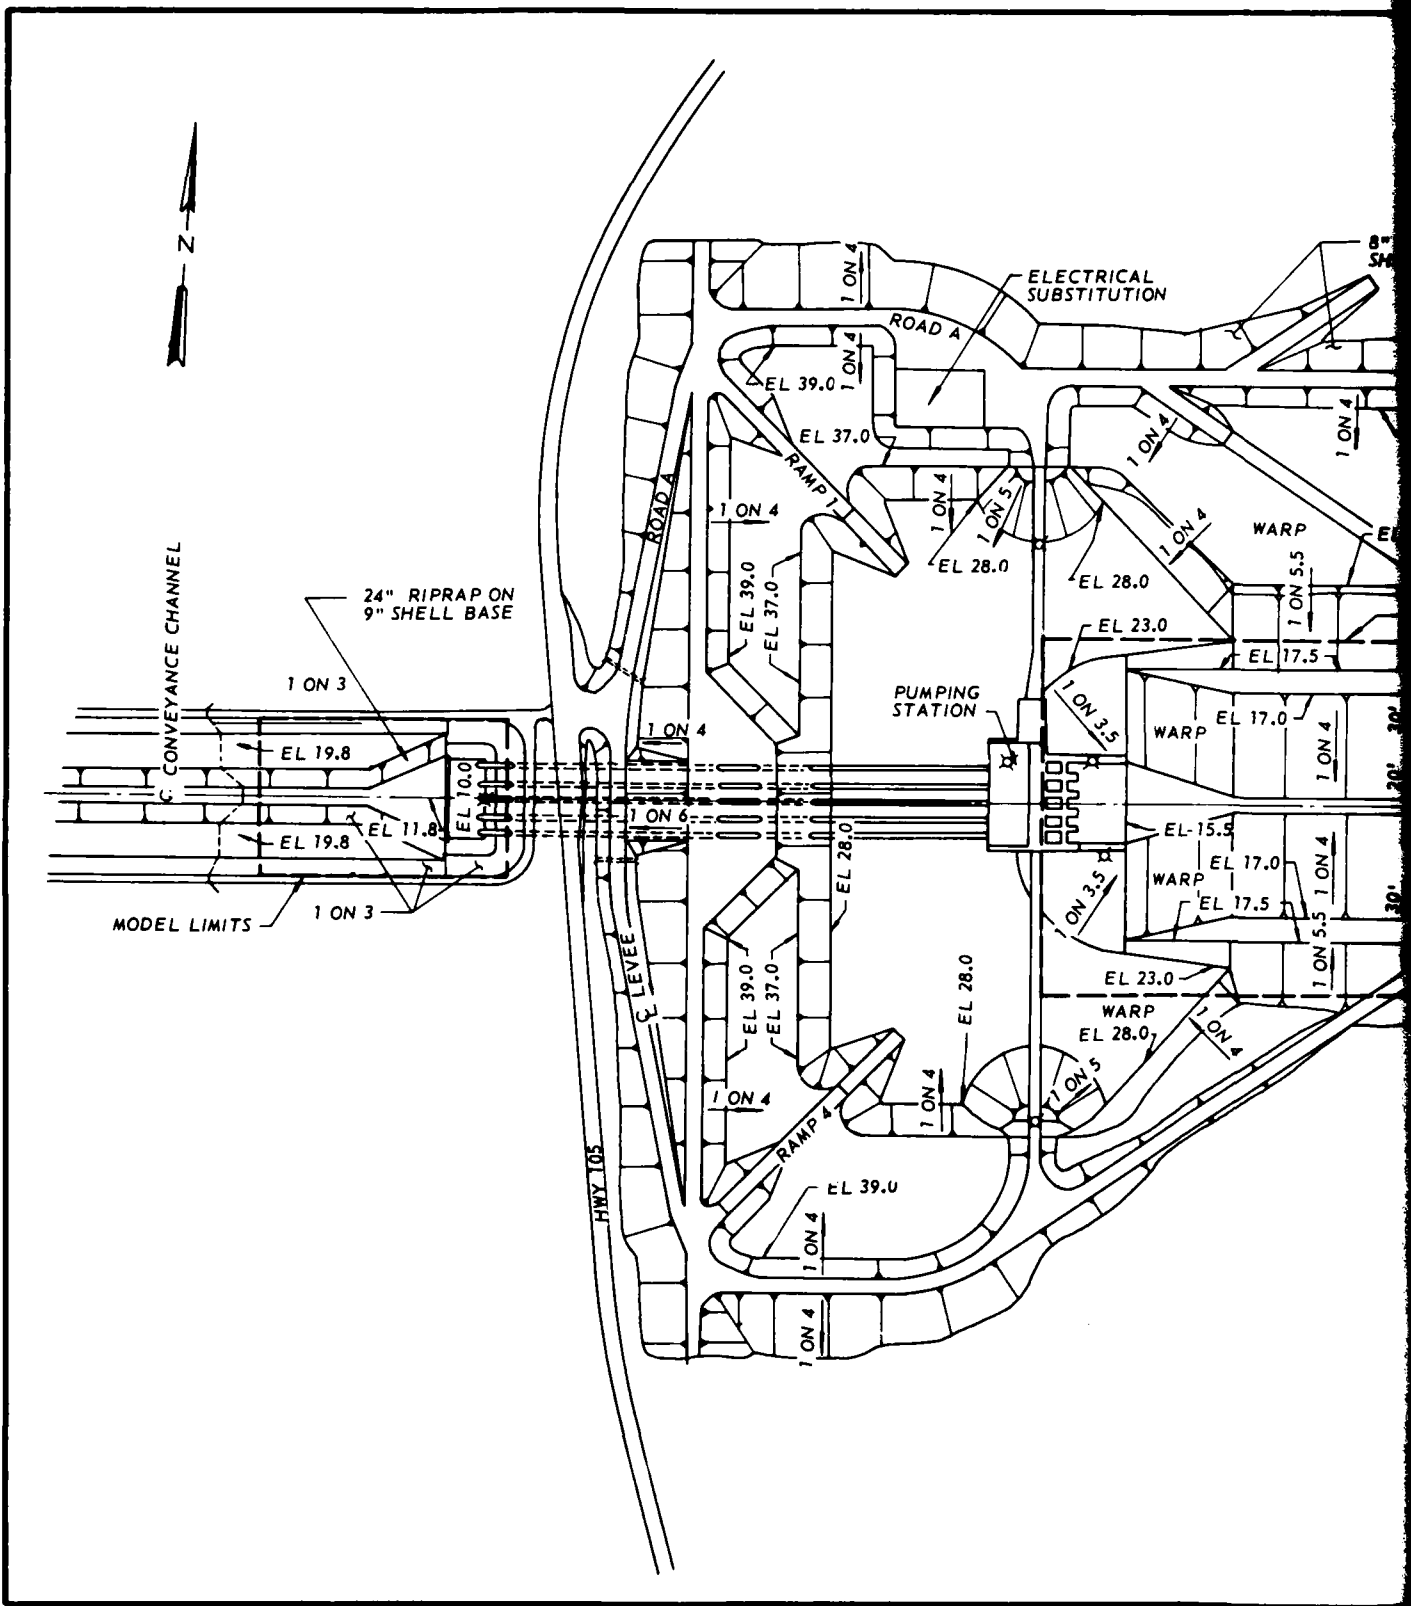 N
8"
SH
ELECTRICAL
SUBSTITUTION
1 ON 4
ROAD A
1 ON 4
EL 39.0
1 ON 4
1 ON 4
EL 37.0
RAMP 1
ROAD A
1 ON 4
1 ON 4
1 ON 5
1 ON 4
WARP
EL 28.0
EL 28.0
1 ON 5.5
EL 39.0
EL 37.0
₵ CONVEYANCE CHANNEL
24" RIPRAP ON
9" SHELL BASE
EL 23.0
EL 17.5
1 ON 3
PUMPING
STATION
1 ON 3.5
EL 17.0
30'
1 ON 4
WARP
1 ON 4
EL 19.8
EL 10.0
20'
EL 11.8
1 ON 6
EL 15.5
EL 19.8
EL 28.0
EL 17.0
1 ON 4
WARP
1 ON 3.5
EL 17.5
30'
MODEL LIMITS
1 ON 3
1 ON 5.5
₵ LEVEE
EL 39.0
EL 37.0
EL 28.0
EL 23.0
WARP
EL 28.0
1 ON 4
1 ON 4
1 ON 4
1 ON 5
RAMP 4
HWY 105
EL 39.0
1 ON 4
1 ON 4